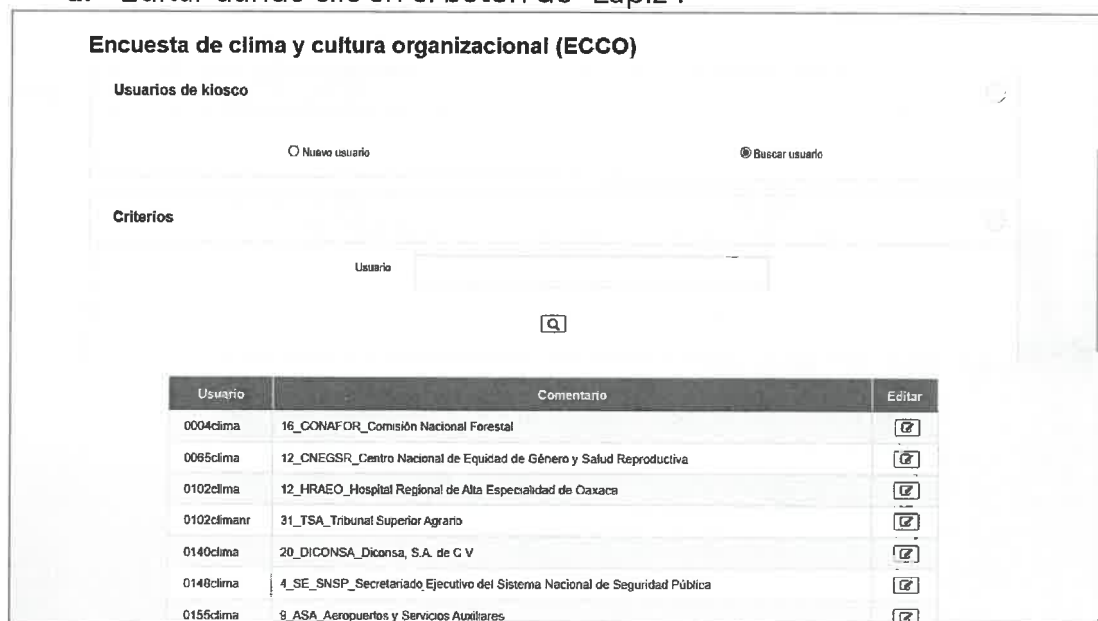 Encuesta de clima y cultura organizacional (ECCO)
Usuarios de kiosco
Nuevo usuario Buscar usuario
Criterios
Usuario
Usuario Comentario Editar
0004clima 16_CONAFOR_Comisión Nacional Forestal
0065clima 12_CNEGSR_Centro Nacional de Equidad de Género y Salud Reproductiva
0102clima 12_HRAEO_Hospital Regional de Alta Especialidad de Oaxaca
0102climanr 31_TSA_Tribunal Superior Agrario
0140clima 20_DICONSA_Diconsa, S.A. de C V
0148clima 4_SE_SNSP_Secretariado Ejecutivo del Sistema Nacional de Seguridad Pública
0155clima 9_ASA_Aeropuertos y Servicios Auxiliares